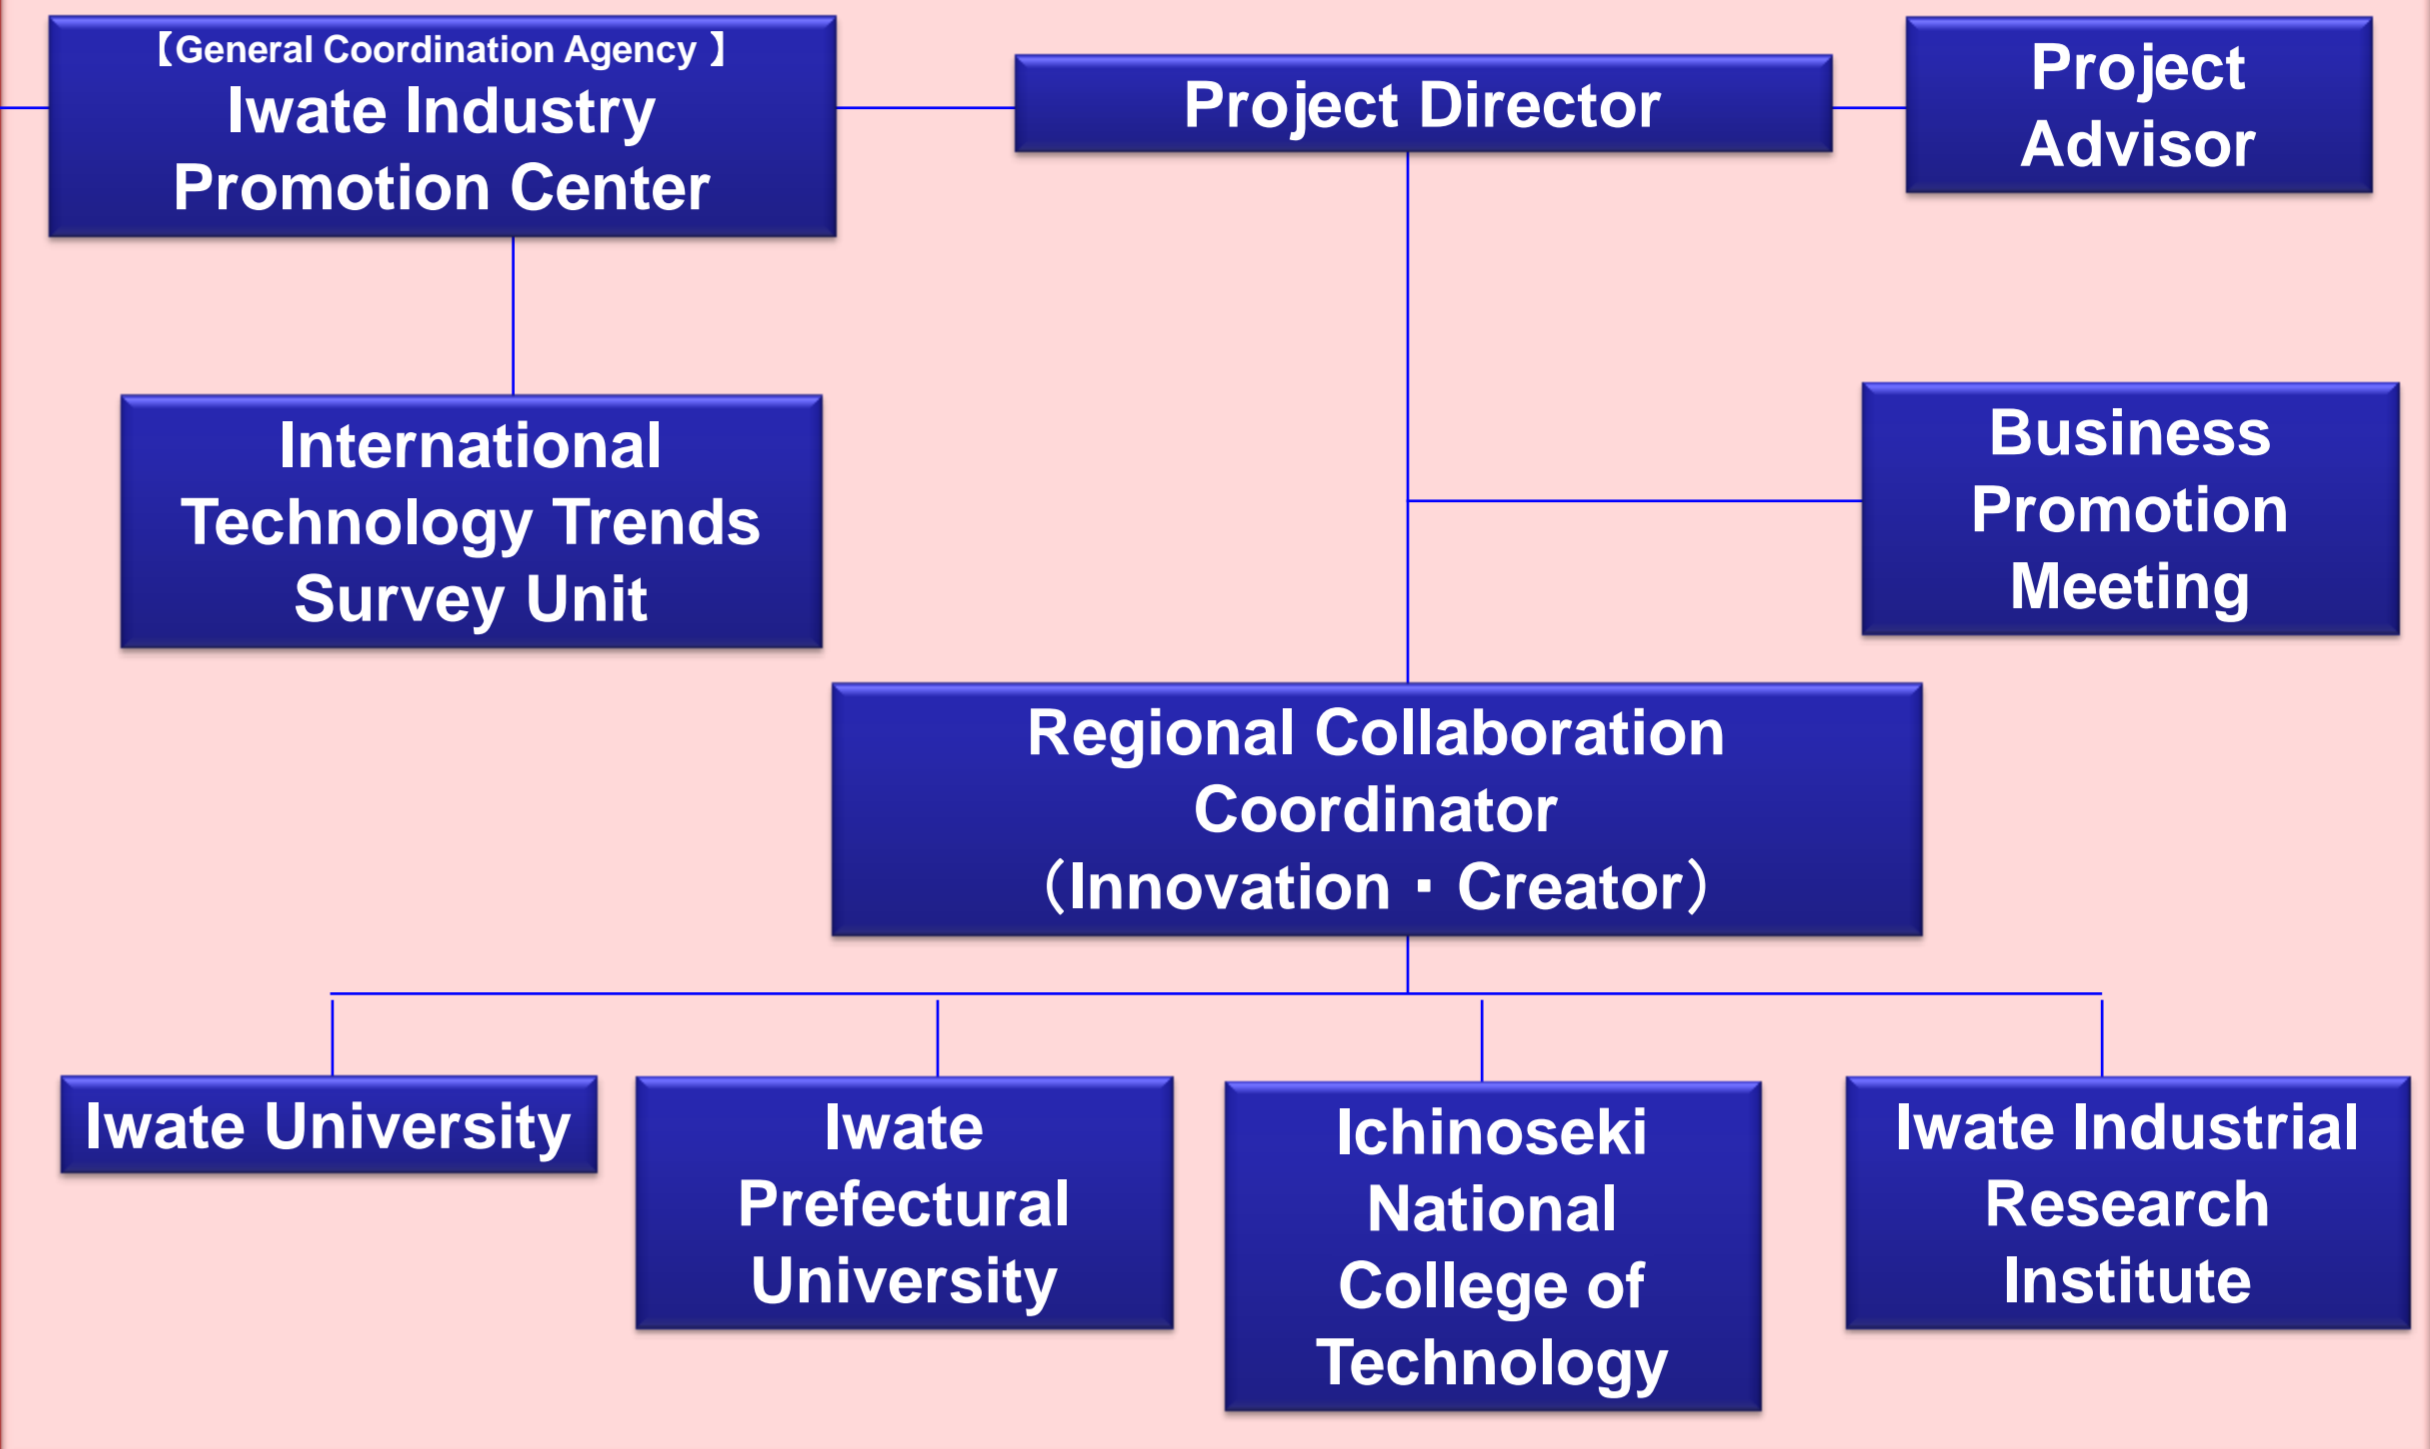 【General Coordination Agency 】
Iwate Industry
Promotion Center
Project Director
Project
Advisor
International
Technology Trends
Survey Unit
Business
Promotion
Meeting
Regional Collaboration
Coordinator
（Innovation・Creator）
Iwate University
Iwate
Prefectural
University
Ichinoseki
National
College of
Technology
Iwate Industrial
Research
Institute